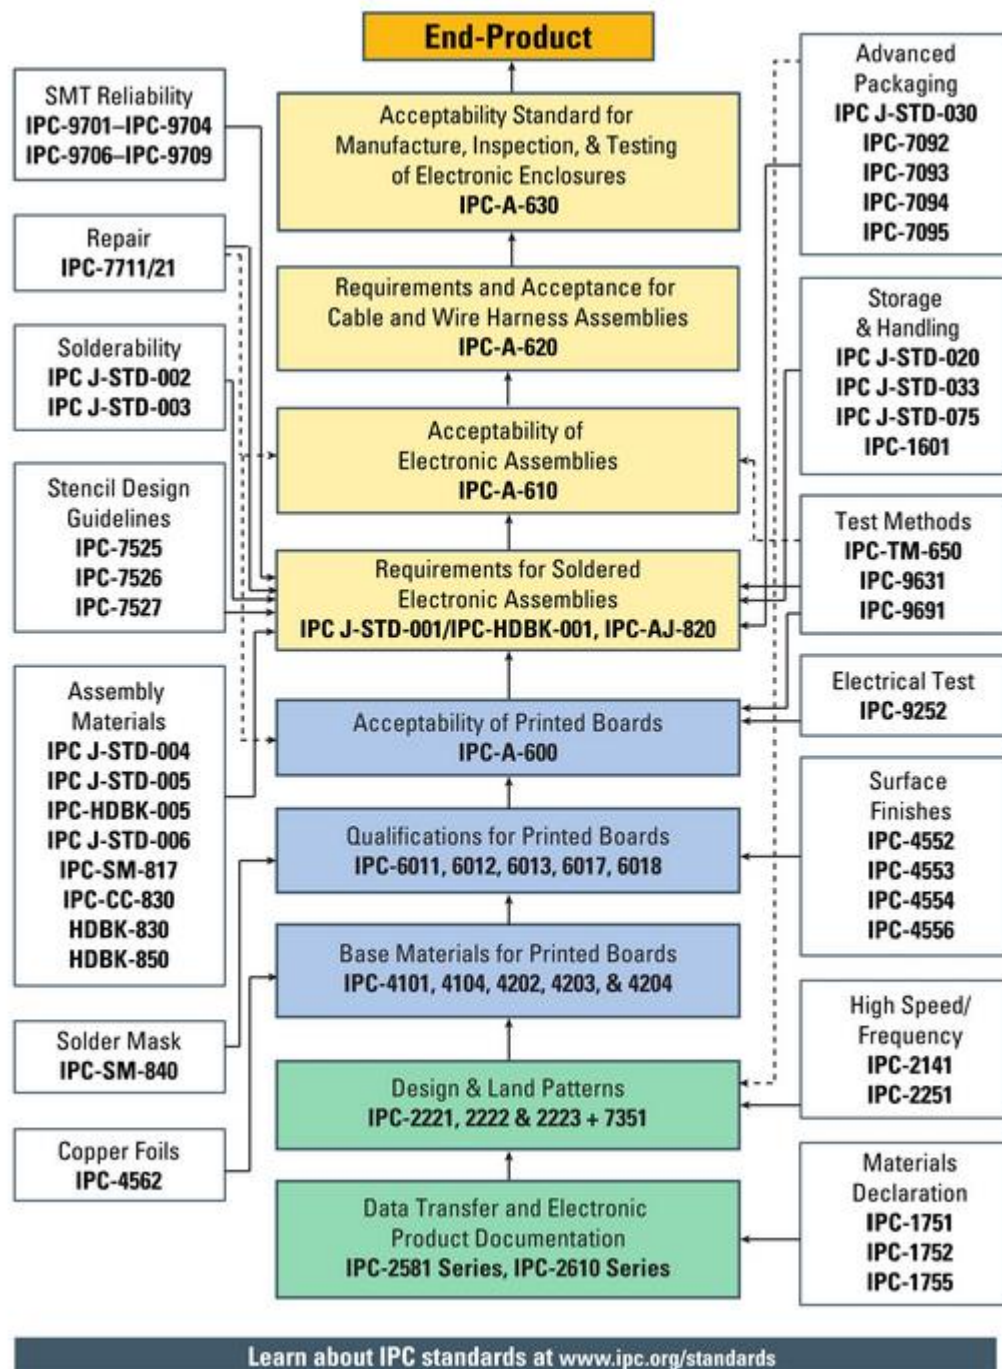 End-Product
Acceptability Standard for
Manufacture, Inspection, & Testing
of Electronic Enclosures
IPC-A-630
Requirements and Acceptance for
Cable and Wire Harness Assemblies
IPC-A-620
Acceptability of
Electronic Assemblies
IPC-A-610
Requirements for Soldered
Electronic Assemblies
IPC J-STD-001/IPC-HDBK-001, IPC-AJ-820
Acceptability of Printed Boards
IPC-A-600
Qualifications for Printed Boards
IPC-6011, 6012, 6013, 6017, 6018
Base Materials for Printed Boards
IPC-4101, 4104, 4202, 4203, & 4204
Design & Land Patterns
IPC-2221, 2222 & 2223 + 7351
Data Transfer and Electronic
Product Documentation
IPC-2581 Series, IPC-2610 Series
SMT Reliability
IPC-9701–IPC-9704
IPC-9706–IPC-9709
Repair
IPC-7711/21
Solderability
IPC J-STD-002
IPC J-STD-003
Stencil Design
Guidelines
IPC-7525
IPC-7526
IPC-7527
Assembly
Materials
IPC J-STD-004
IPC J-STD-005
IPC-HDBK-005
IPC J-STD-006
IPC-SM-817
IPC-CC-830
HDBK-830
HDBK-850
Solder Mask
IPC-SM-840
Copper Foils
IPC-4562
Advanced
Packaging
IPC J-STD-030
IPC-7092
IPC-7093
IPC-7094
IPC-7095
Storage
& Handling
IPC J-STD-020
IPC J-STD-033
IPC J-STD-075
IPC-1601
Test Methods
IPC-TM-650
IPC-9631
IPC-9691
Electrical Test
IPC-9252
Surface
Finishes
IPC-4552
IPC-4553
IPC-4554
IPC-4556
High Speed/
Frequency
IPC-2141
IPC-2251
Materials
Declaration
IPC-1751
IPC-1752
IPC-1755
Learn about IPC standards at www.ipc.org/standards